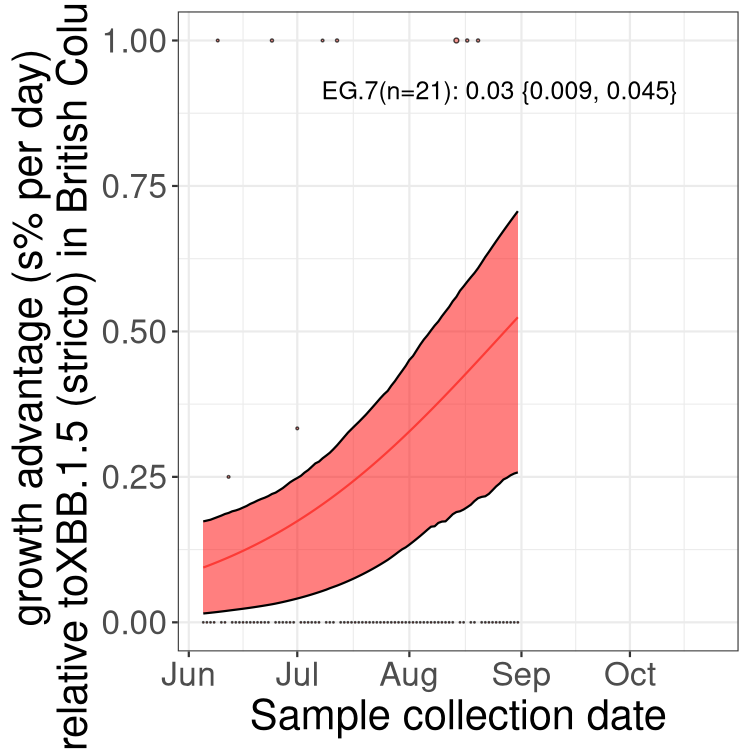 growth advantage (s% per day)
relative toXBB.1.5 (stricto) in British Colu
1.00
0.75
0.50
0.25
0.00
EG.7(n=21): 0.03 {0.009, 0.045}
Jun Jul Aug Sep Oct
Sample collection date